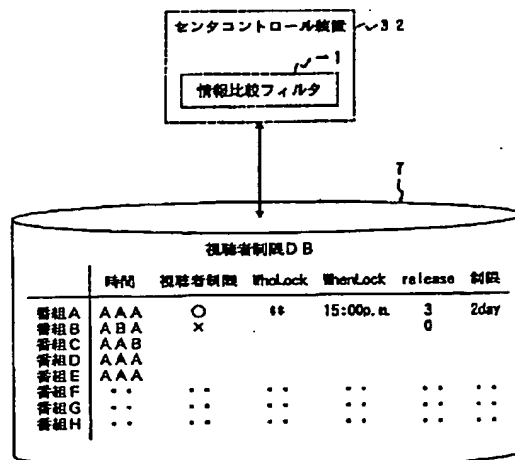 センタコントロール装置 32
1
情報比較フィルタ
7
視聴者制限DB
時間 視聴者制限 WhoLock WhenLock release 制限
番組A AAA ○ ** 15:00p.m. 3 2day
番組B ABA × 0
番組C AAB
番組D AAA
番組E AAA
番組F ‥ ‥ ‥ ‥ ‥ ‥
番組G ‥ ‥ ‥ ‥ ‥ ‥
番組H ‥ ‥ ‥ ‥ ‥ ‥